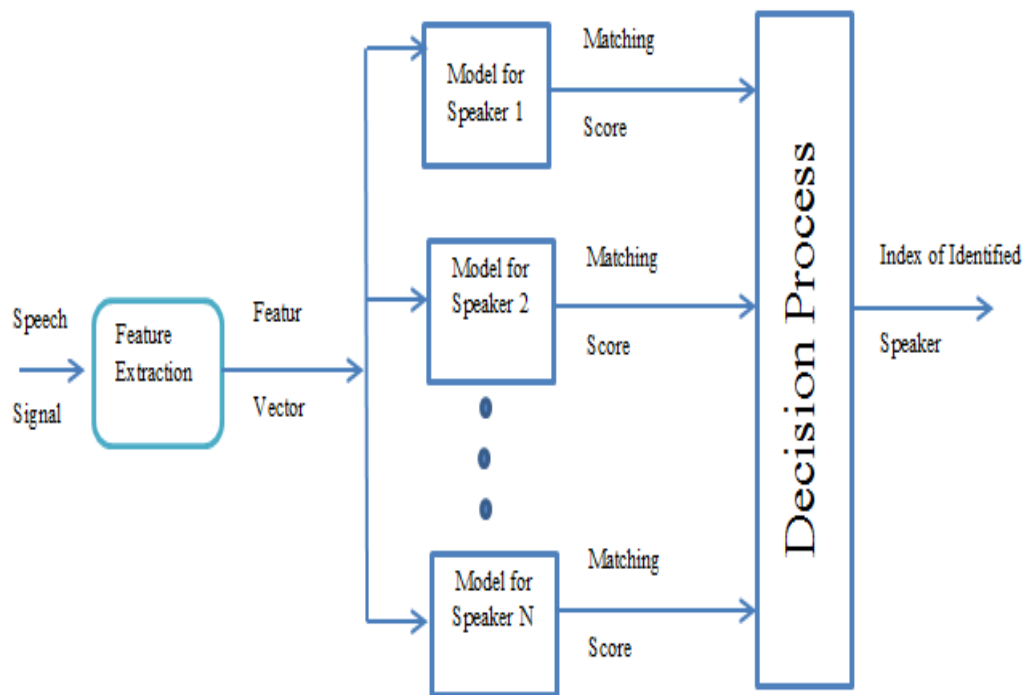 Speech
Signal
Feature
Extraction
Featur
Vector
Model for
Speaker 1
Matching
Score
Model for
Speaker 2
Matching
Score
Model for
Speaker N
Matching
Score
Decision Process
Index of Identified
Speaker